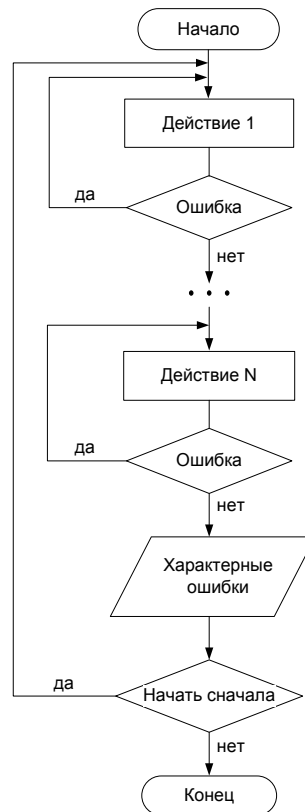 Начало
Действие 1
да
Ошибка
нет
• • •
Действие N
да
Ошибка
нет
Характерные
ошибки
да
Начать сначала
нет
Конец